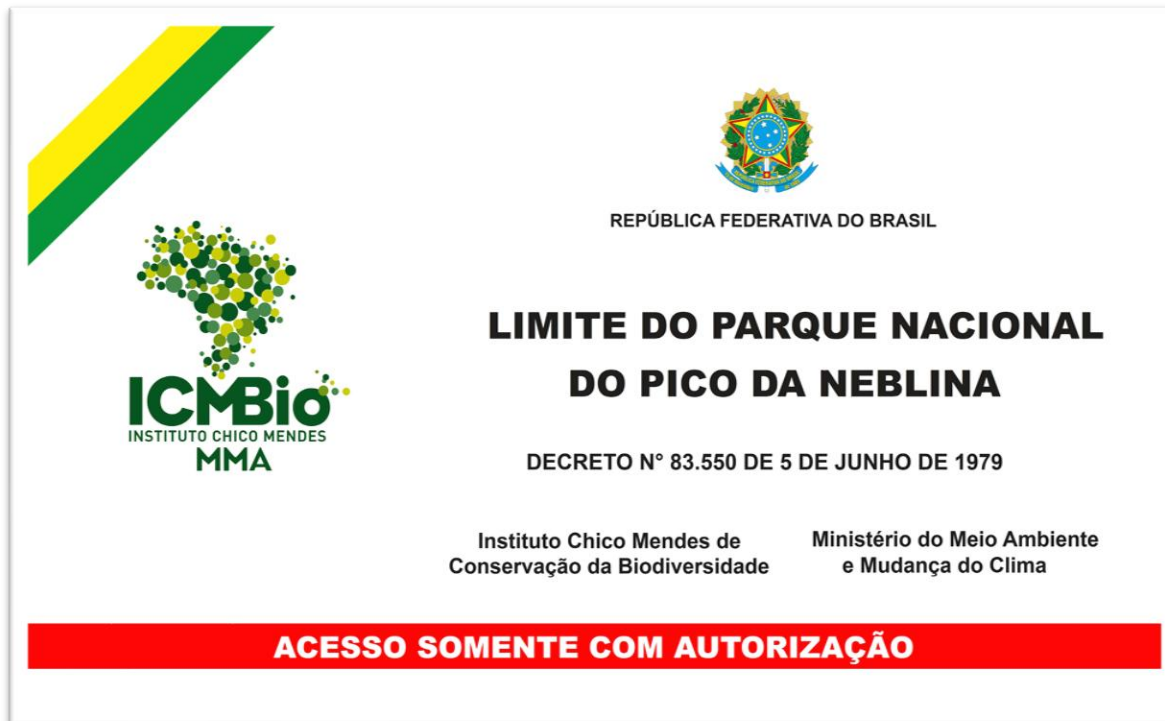 REPÚBLICA FEDERATIVA DO BRASIL
LIMITE DO PARQUE NACIONAL
DO PICO DA NEBLINA
ICMBio
INSTITUTO CHICO MENDES
MMA
DECRETO N° 83.550 DE 5 DE JUNHO DE 1979
Instituto Chico Mendes de
Conservação da Biodiversidade
Ministério do Meio Ambiente
e Mudança do Clima
ACESSO SOMENTE COM AUTORIZAÇÃO